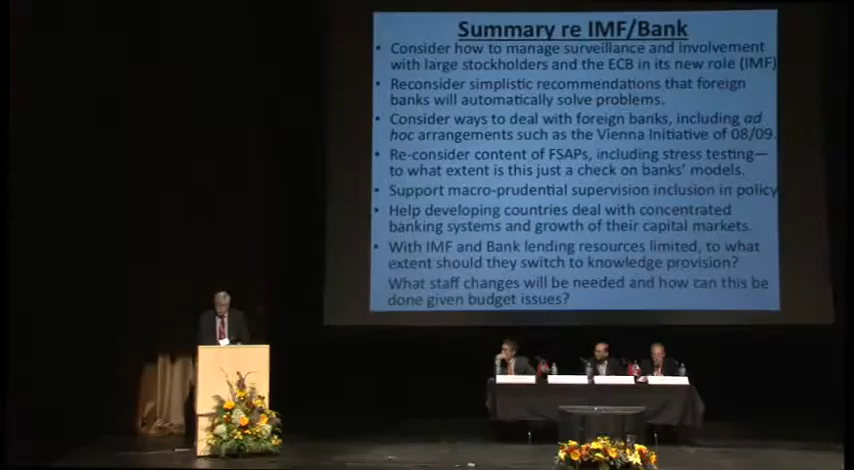 Summary re IMF/Bank
• Consider how to manage surveillance and involvement
with large stockholders and the ECB in its new role (IMF)
• Reconsider simplistic recommendations that foreign
banks will automatically solve problems.
• Consider ways to deal with foreign banks, including ad
hoc arrangements such as the Vienna Initiative of 08/09.
• Re-consider content of FSAPs, including stress testing—
to what extent is this just a check on banks' models.
• Support macro-prudential supervision inclusion in policy
• Help developing countries deal with concentrated
banking systems and growth of their capital markets.
• With IMF and Bank lending resources limited, to what
extent should they switch to knowledge provision?
What staff changes will be needed and how can this be
done given budget issues?